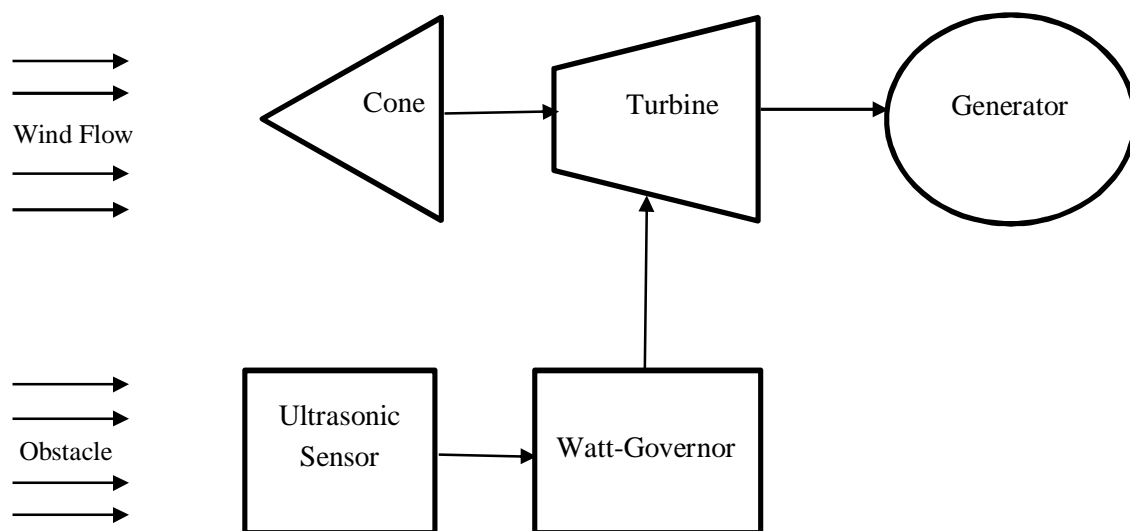 Wind Flow
Cone
Turbine
Generator
Obstacle
Ultrasonic
Sensor
Watt-Governor